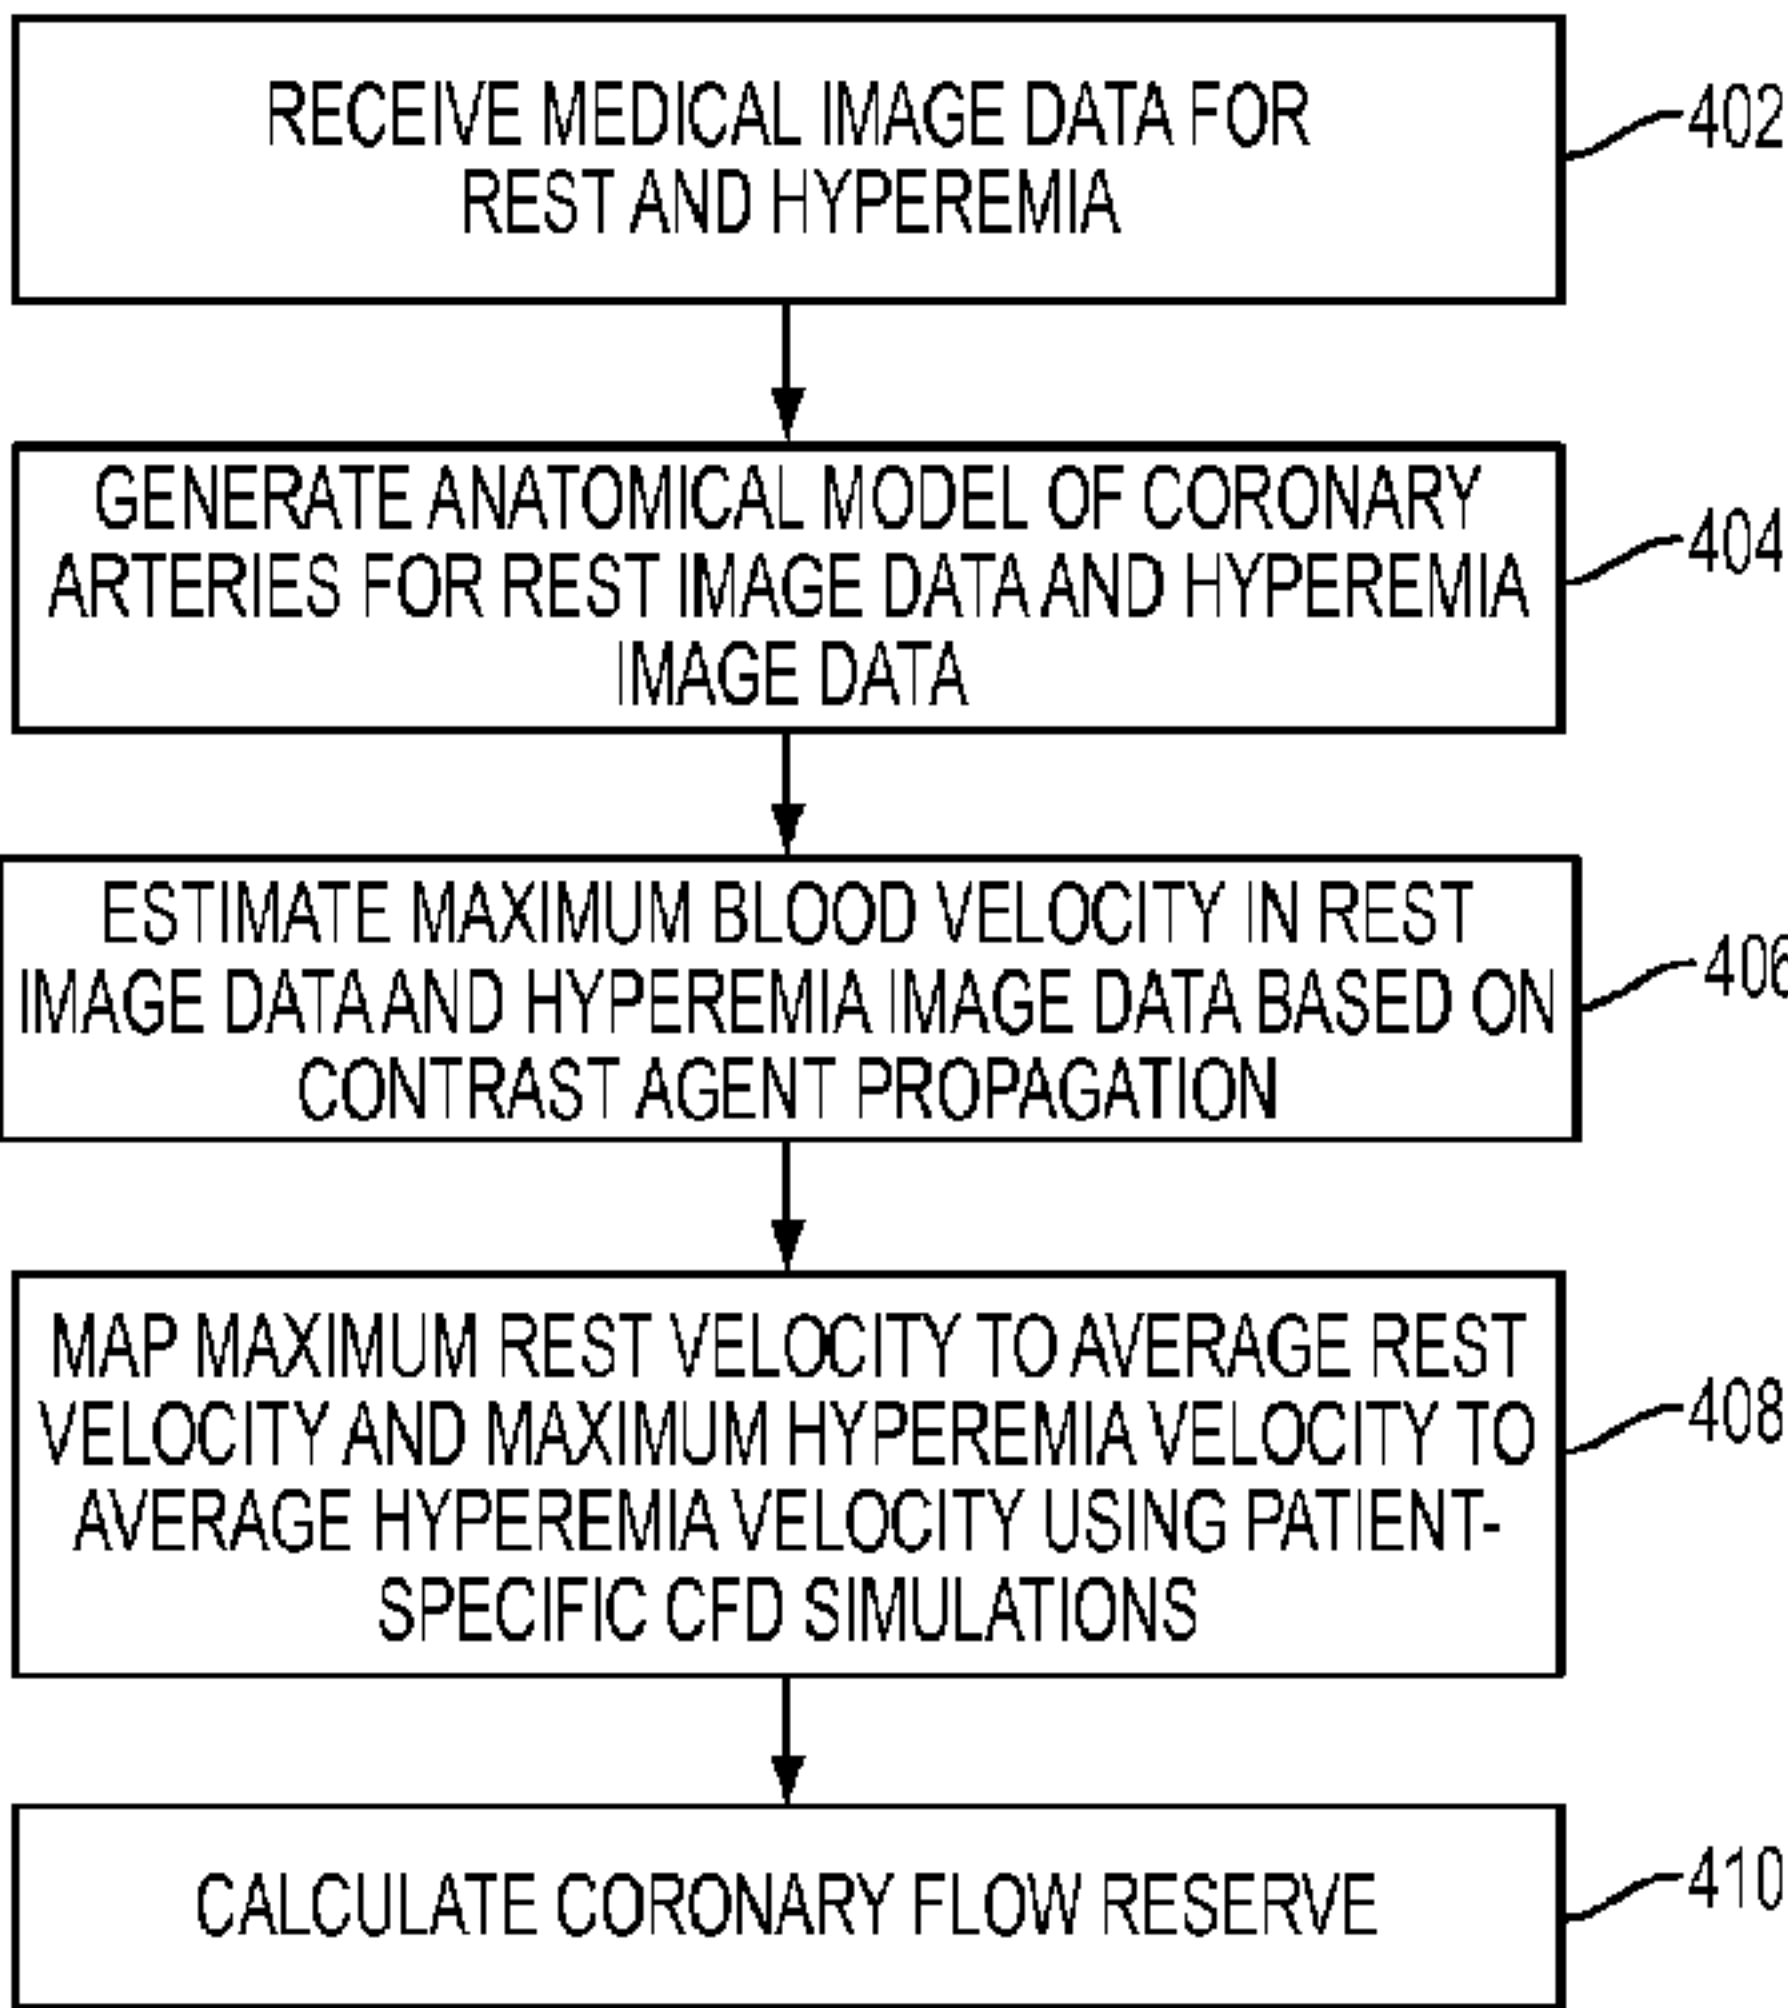 RECEIVE MEDICAL IMAGE DATA FOR
REST AND HYPEREMIA
402
GENERATE ANATOMICAL MODEL OF CORONARY
ARTERIES FOR REST IMAGE DATA AND HYPEREMIA
IMAGE DATA
404
ESTIMATE MAXIMUM BLOOD VELOCITY IN REST
IMAGE DATA AND HYPEREMIA IMAGE DATA BASED ON
CONTRAST AGENT PROPAGATION
406
MAP MAXIMUM REST VELOCITY TO AVERAGE REST
VELOCITY AND MAXIMUM HYPEREMIA VELOCITY TO
AVERAGE HYPEREMIA VELOCITY USING PATIENT-
SPECIFIC CFD SIMULATIONS
408
CALCULATE CORONARY FLOW RESERVE
410